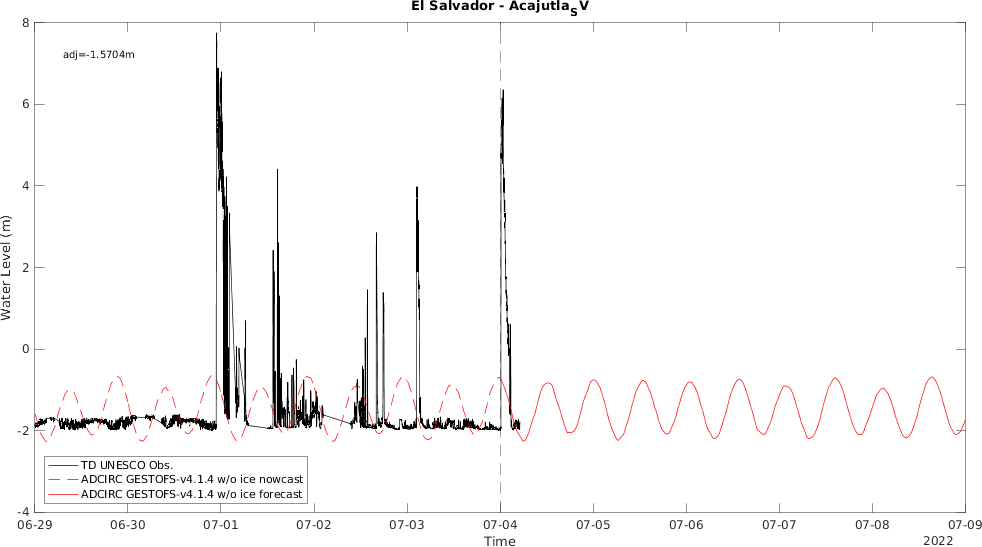 El Salvador - Acajutla_SV
8
adj=-1.5704m
6
4
2
0
-2
-4
Water Level (m)
TD UNESCO Obs.
ADCIRC GESTOFS-v4.1.4 w/o ice nowcast
ADCIRC GESTOFS-v4.1.4 w/o ice forecast
06-29 06-30 07-01 07-02 07-03 07-04 07-05 07-06 07-07 07-08 07-09
Time
2022